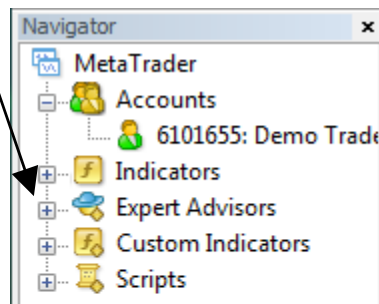 Navigator x
MetaTrader
Accounts
6101655: Demo Trade
Indicators
Expert Advisors
Custom Indicators
Scripts